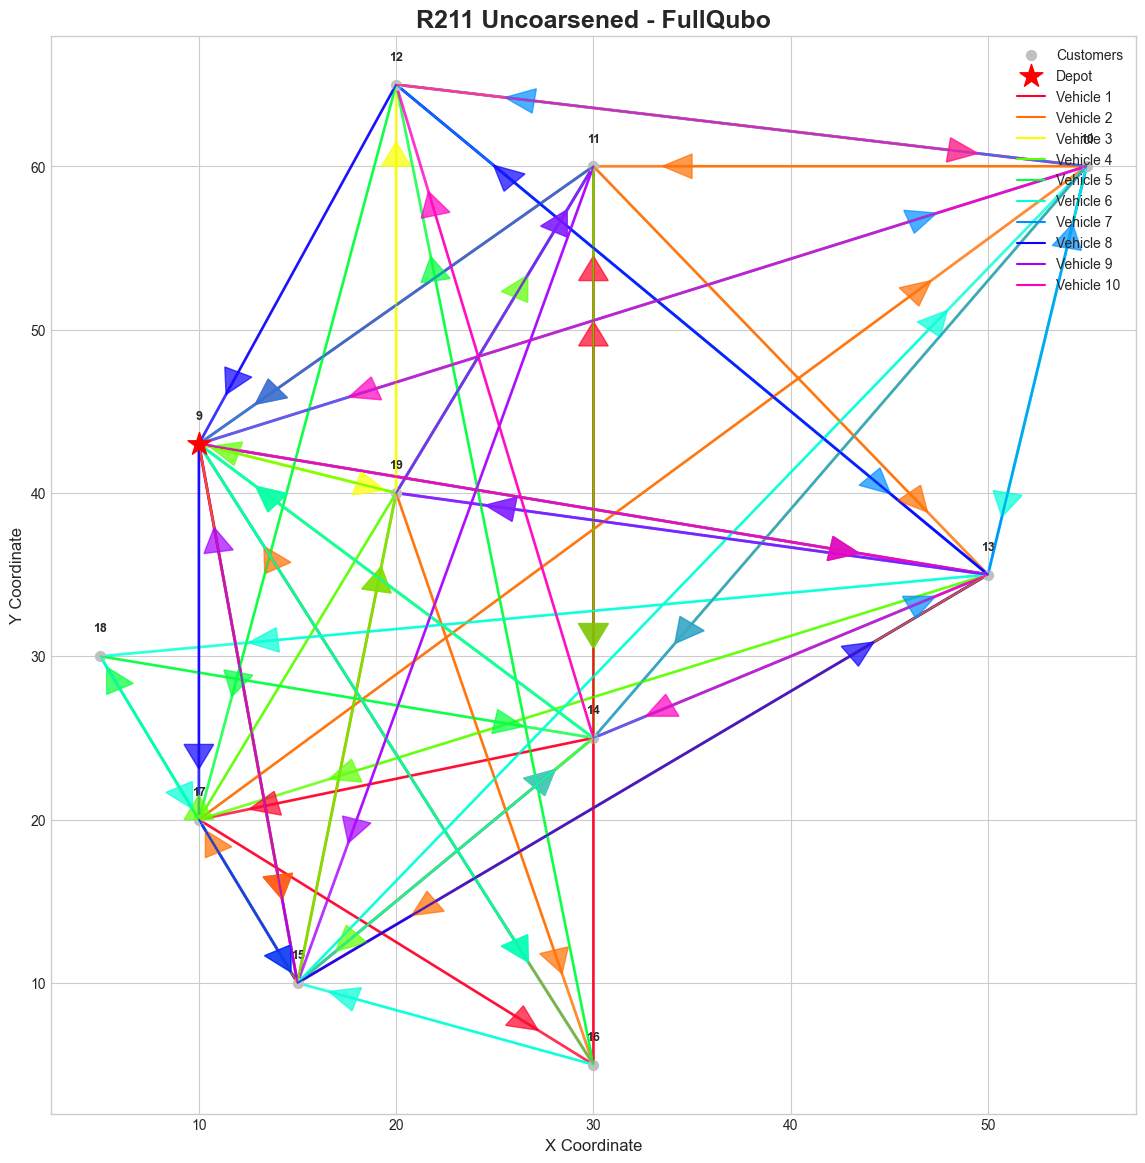 R211 Uncoarsened - FullQubo
12
11
10
Customers
Depot
Vehicle 1
Vehicle 2
Vehicle 3
Vehicle 4
Vehicle 5
Vehicle 6
Vehicle 7
Vehicle 8
Vehicle 9
Vehicle 10
9
19
13
18
14
17
15
16
60
50
40
30
20
10
Y Coordinate
10
20
30
40
50
X Coordinate